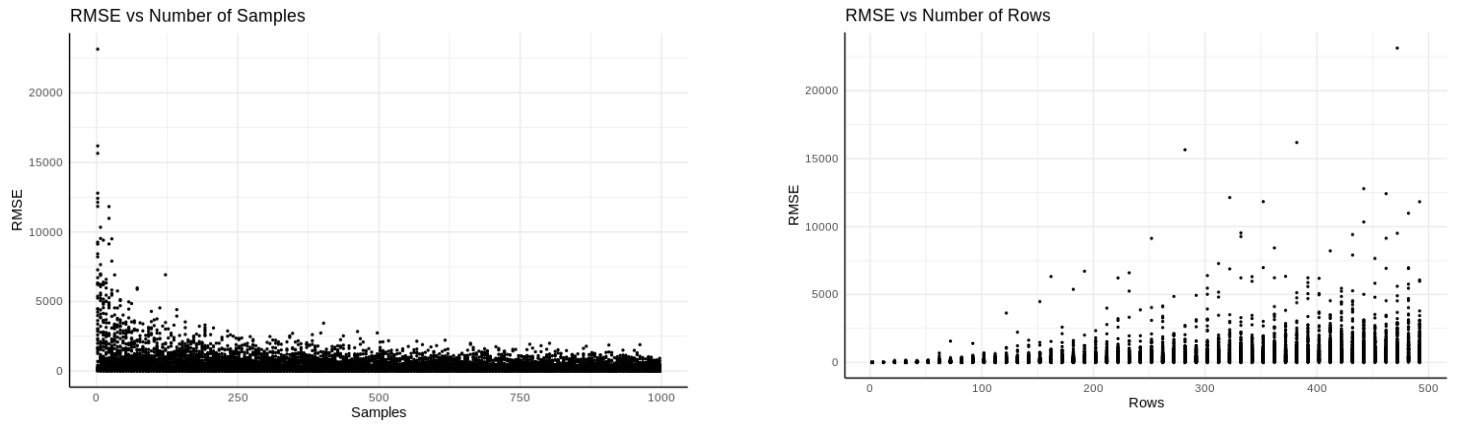 RMSE vs Number of Samples
RMSE
20000
15000
10000
5000
0
0 250 500 750 1000
Samples
RMSE vs Number of Rows
RMSE
20000
15000
10000
5000
0
0 100 200 300 400 500
Rows